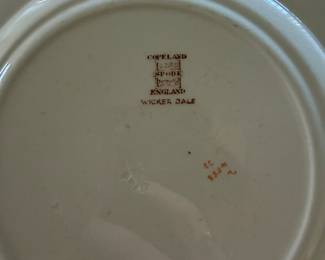 COPELAND
SPODE
ENGLAND
WICKER DALE